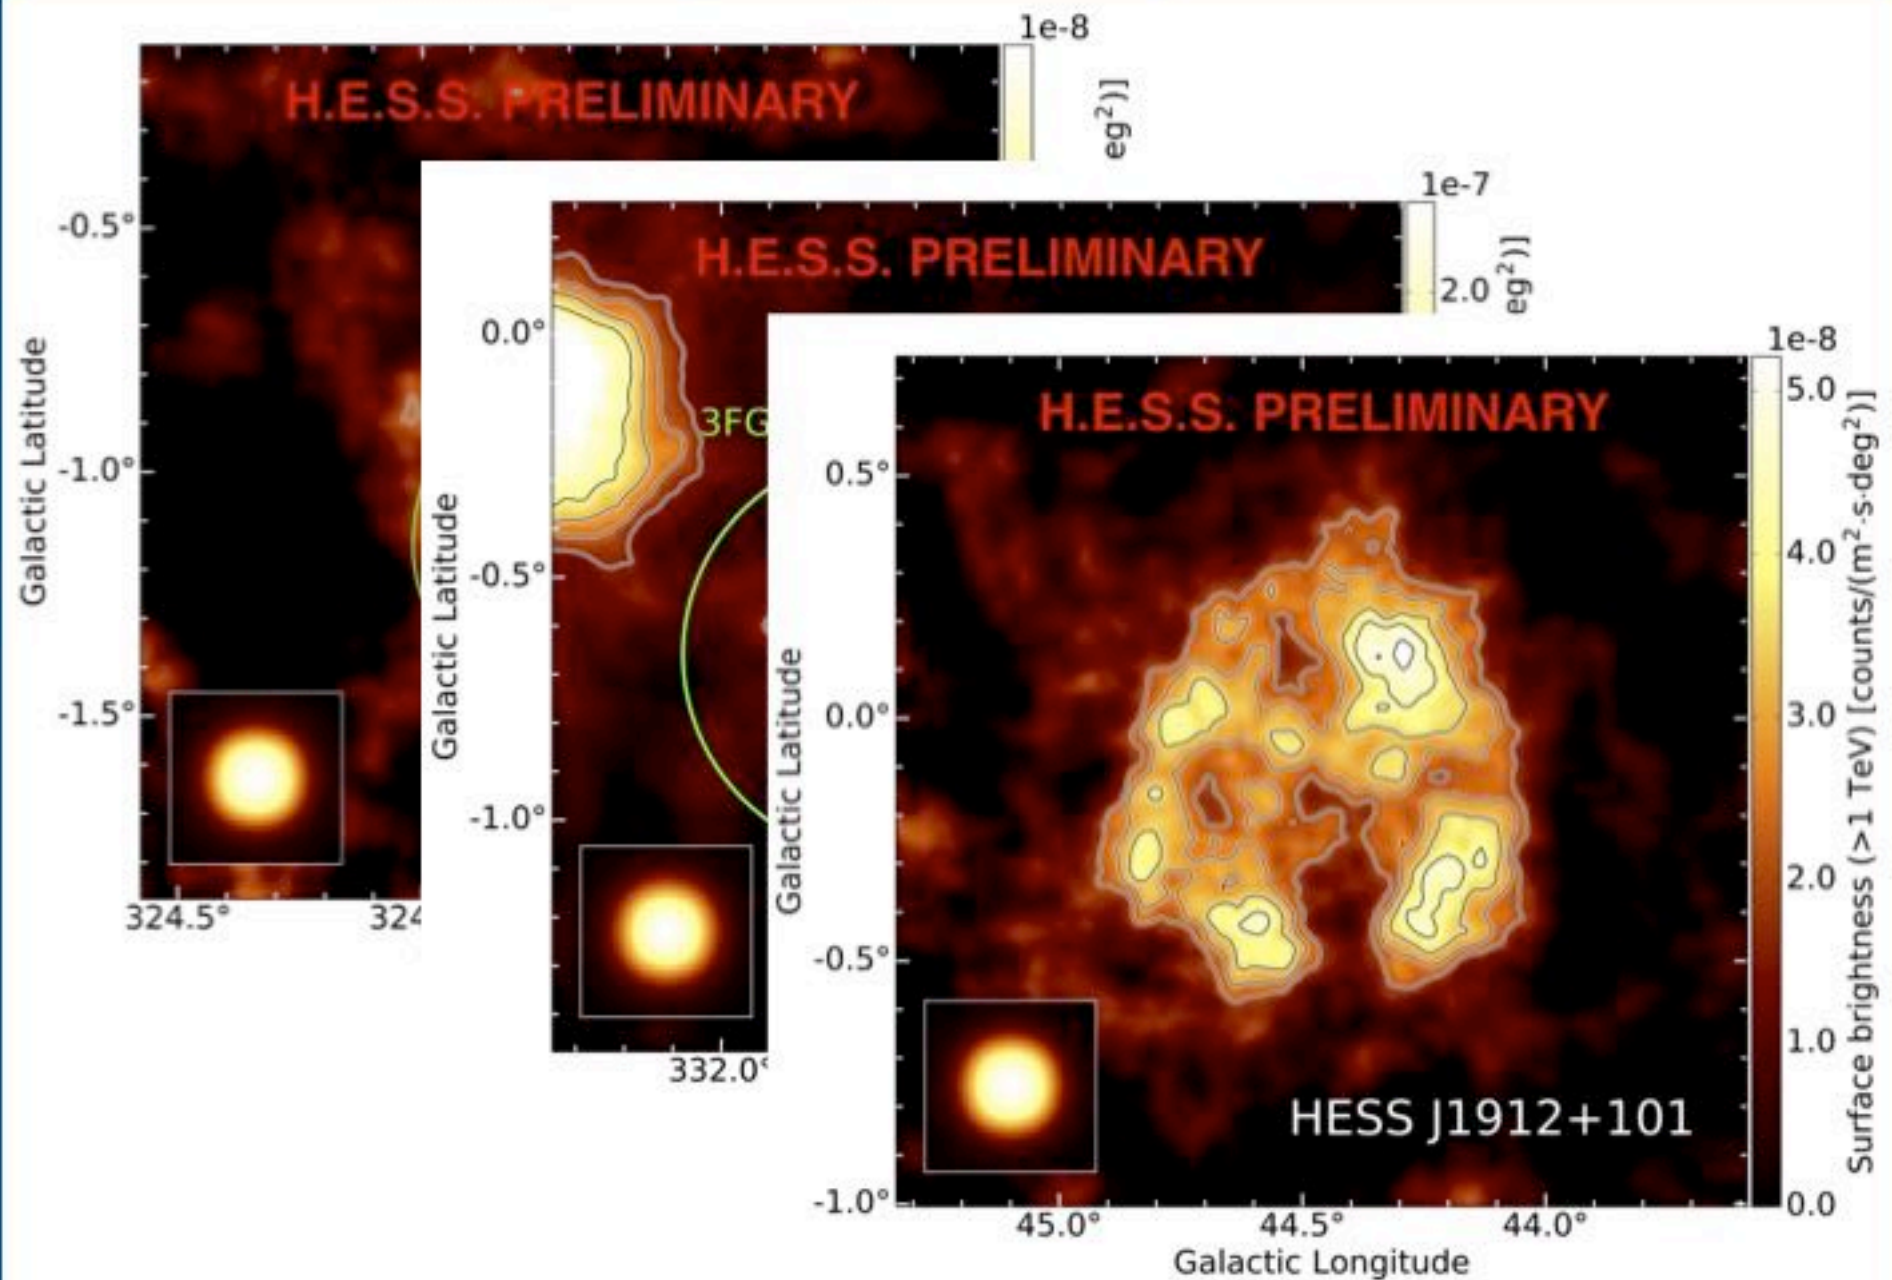 1e-8
H.E.S.S. PRELIMINARY
eg²)]
-0.5°
-1.0°
-1.5°
Galactic Latitude
324.5°
324
1e-7
H.E.S.S. PRELIMINARY
2.0
eg²)]
0.0°
3FG
-0.5°
-1.0°
Galactic Latitude
332.0°
1e-8
H.E.S.S. PRELIMINARY
5.0
4.0
3.0
2.0
1.0
0.0
Surface brightness (>1 TeV) [counts/(m²·s·deg²)]
0.5°
0.0°
-0.5°
-1.0°
Galactic Latitude
HESS J1912+101
45.0°
44.5°
44.0°
Galactic Longitude